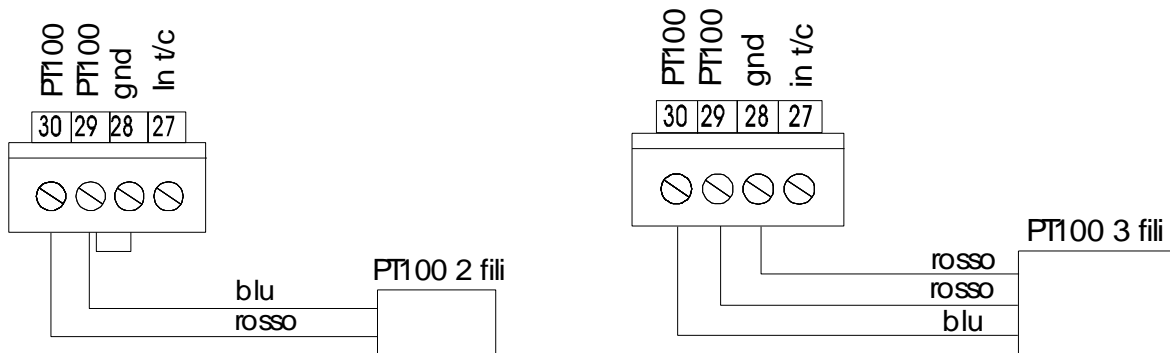 PT100 PT100 gnd In t/c
30 29 28 27
PT100 2 fili
blu
rosso
PT100 PT100 gnd in t/c
30 29 28 27
PT100 3 fili
rosso
rosso
blu